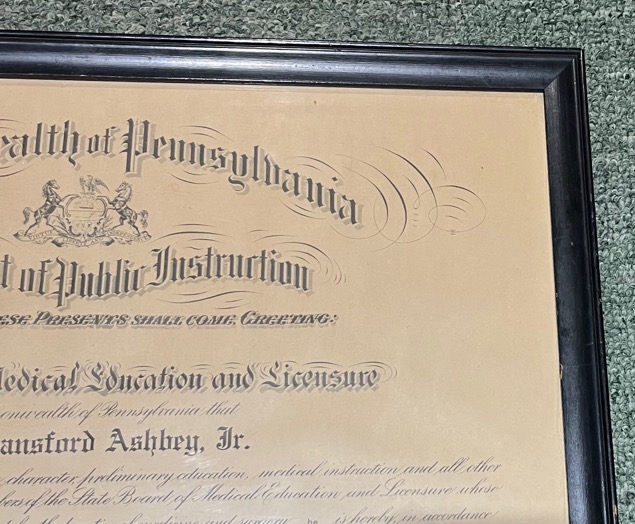 ealth of Pennsylvania
t of Public Instruction
ESE PRESENTS SHALL COME, GREETING:
Medical Education and Licensure
onwealth of Pennsylvania that
ansford Ashbey, Jr.
character, preliminary education, medical instruction and all other
bers of the State Board of Medical Education and Licensure whose
he is hereby, in accordance